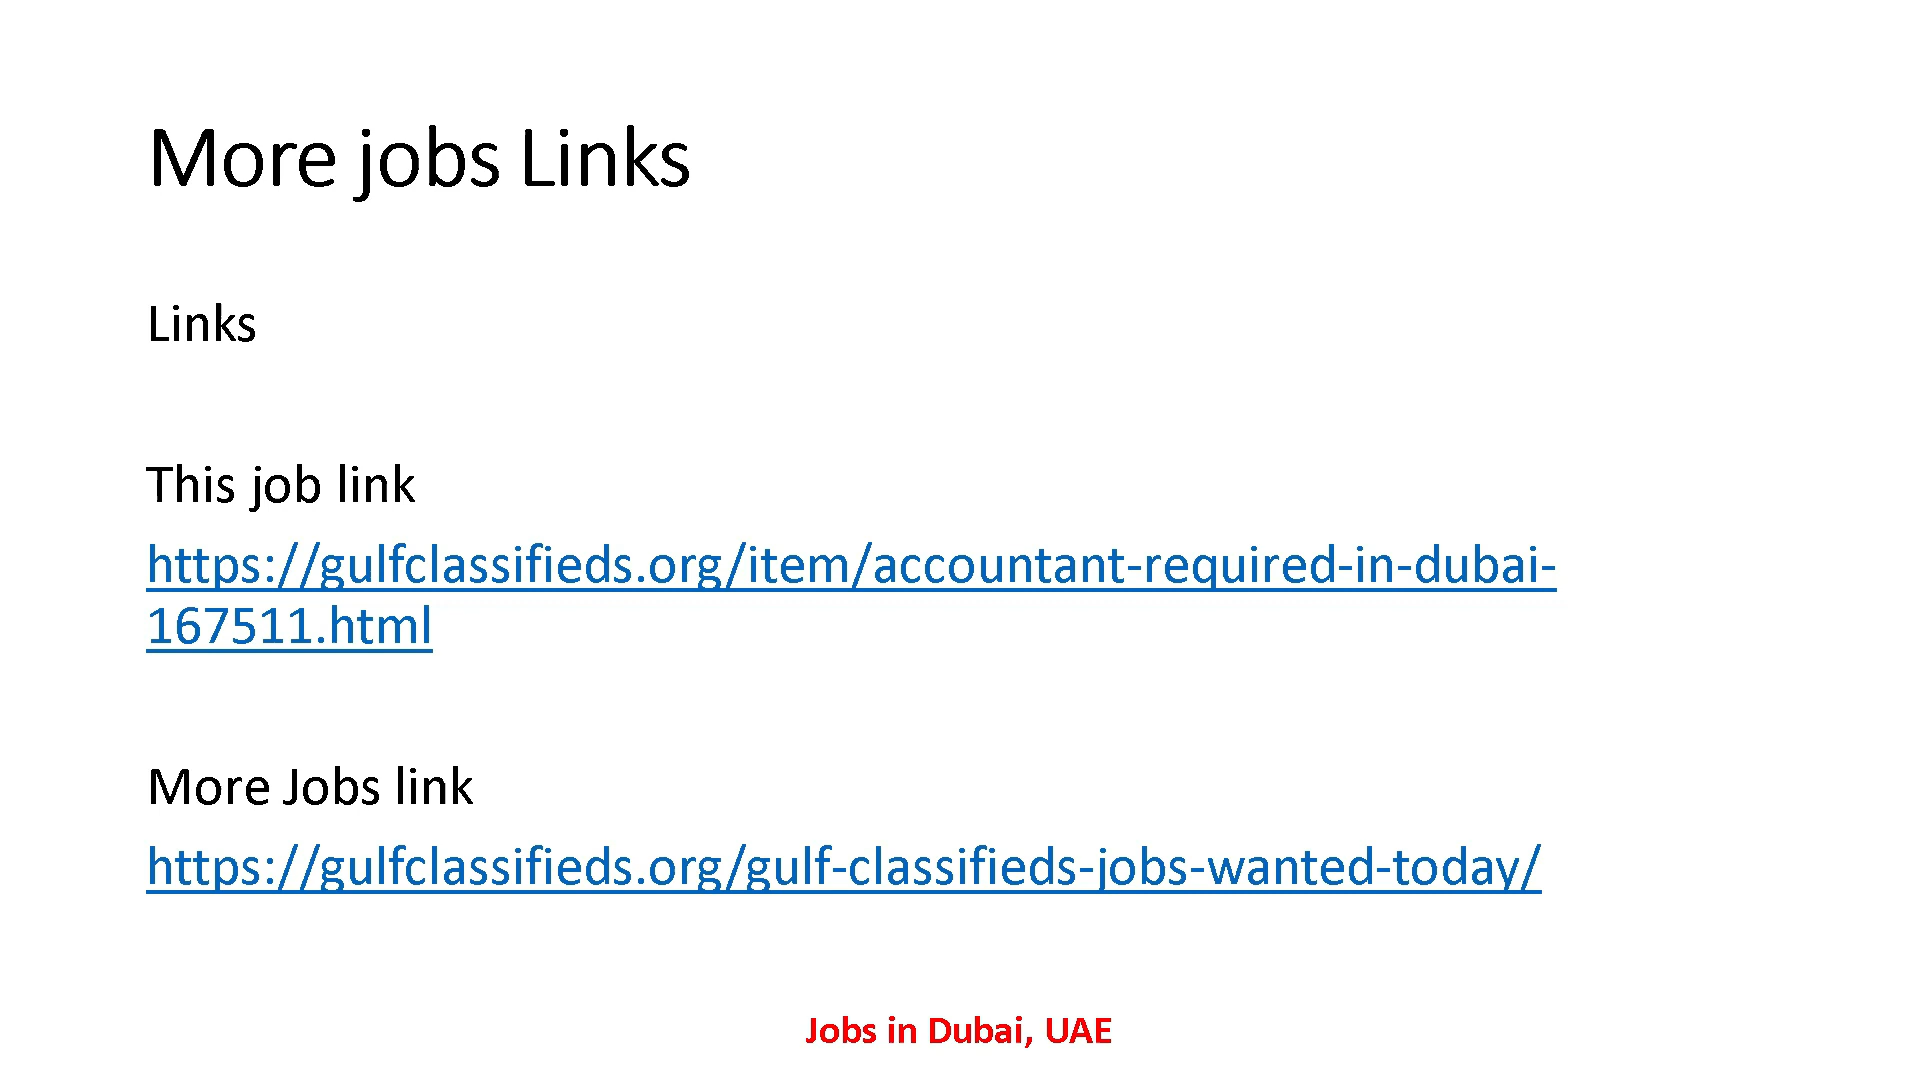 More jobs Links
Links
This job link
https://gulfclassifieds.org/item/accountant-required-in-dubai-
167511.html
More Jobs link
https://gulfclassifieds.org/gulf-classifieds-jobs-wanted-today/
Jobs in Dubai, UAE